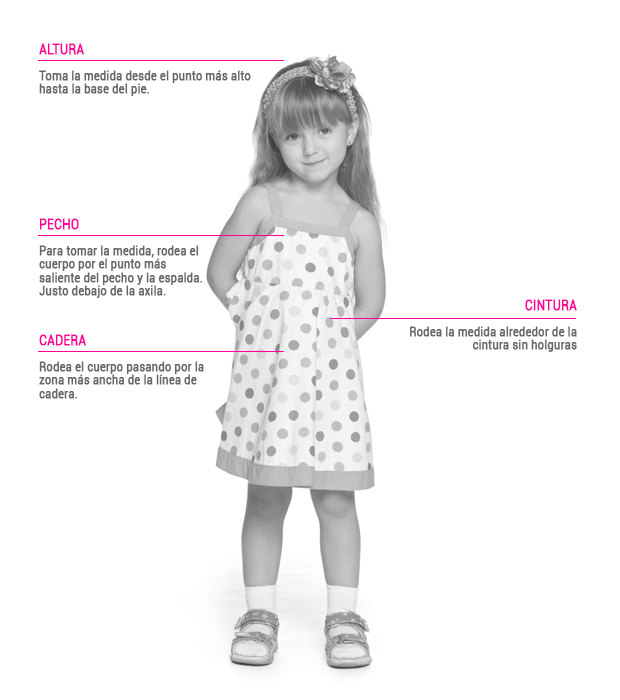 ALTURA
Toma la medida desde el punto más alto
hasta la base del pie.
PECHO
Para tomar la medida, rodea el
cuerpo por el punto más
saliente del pecho y la espalda.
Justo debajo de la axila.
CINTURA
Rodea la medida alrededor de la
cintura sin holguras
CADERA
Rodea el cuerpo pasando por la
zona más ancha de la línea de
cadera.